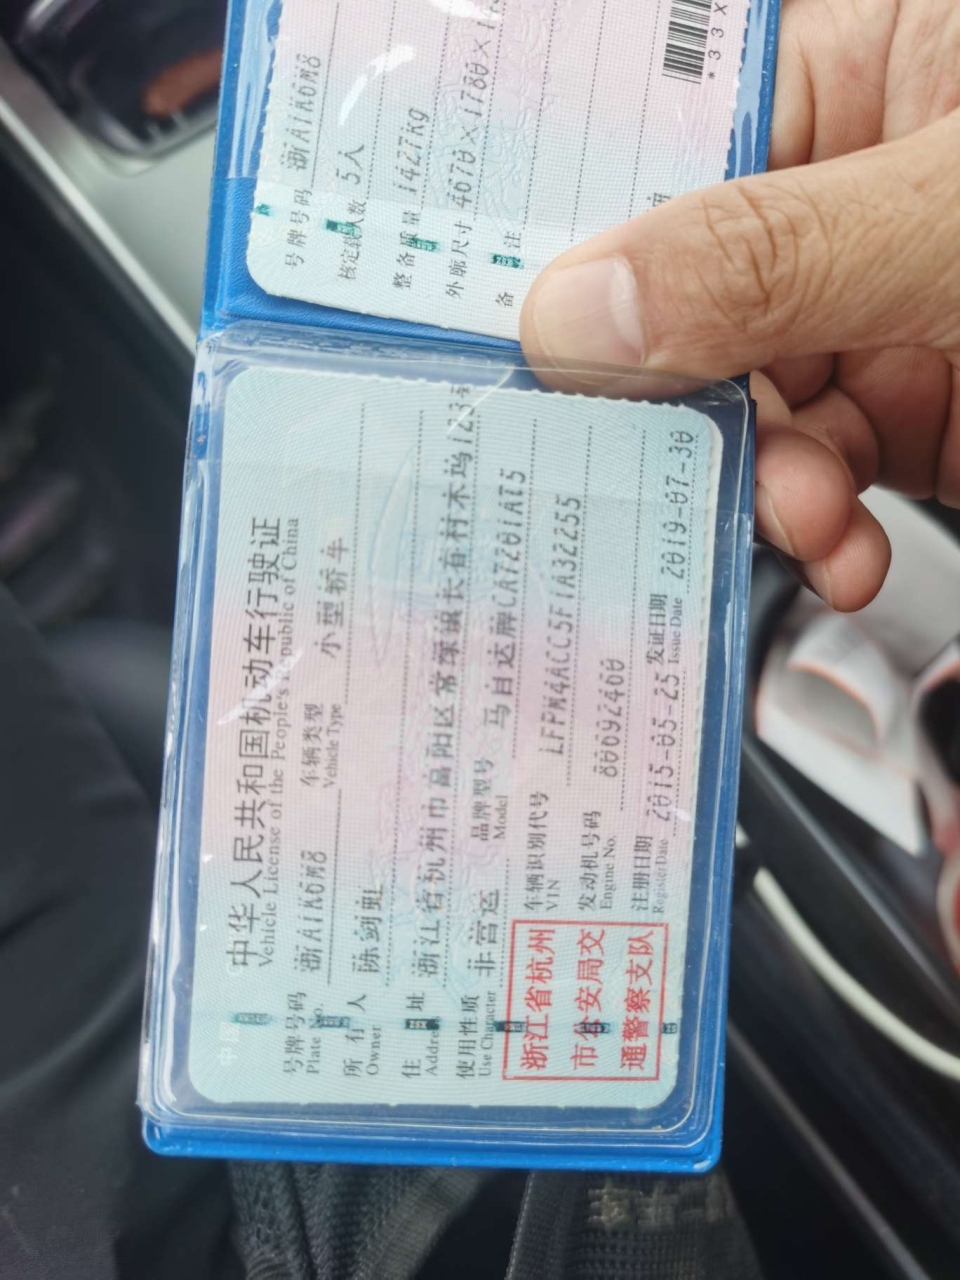 中华人民共和国机动车行驶证
Vehicle License of the People's Republic of China
号牌号码 浙A1K6M8 车辆类型 小型轿车
Plate No. Vehicle Type
所有人 陈剑虹
Owner
住址 浙江省杭州市富阳区常绿镇长春村木坞123号
Address
使用性质 非营运 品牌型号 马自达牌CA7201AT5
Use Character Model
浙江省杭州
市公安局交
通警察支队
车辆识别代号 LFPM4ACC5F1A32255
VIN
发动机号码 80692460
Engine No.
注册日期 2015-05-25 发证日期 2019-07-30
Register Date Issue Date
号牌号码 浙A1K6M8
核定载人数 5人
整备质量 1427kg
外廓尺寸 4670×1780×1
备注
*33